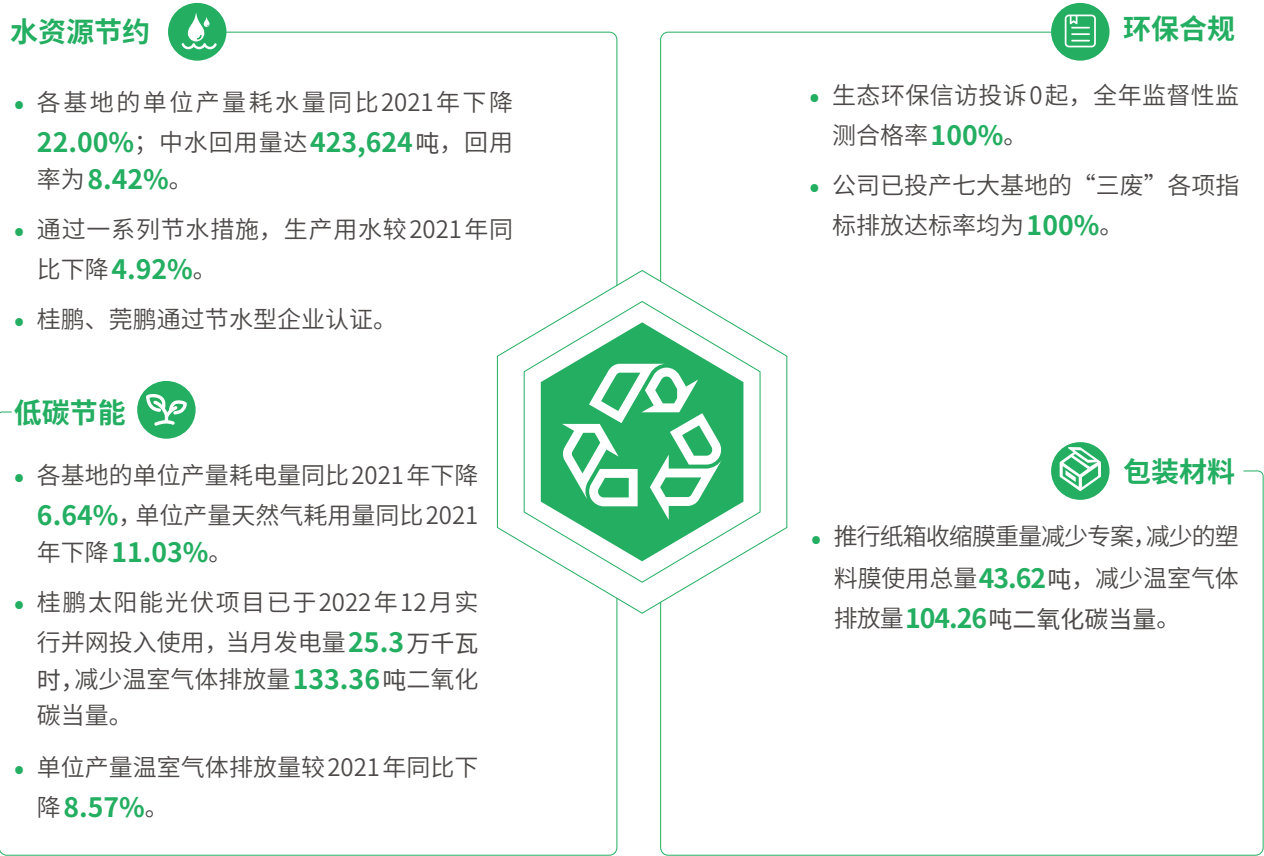 水资源节约
• 各基地的单位产量耗水量同比2021年下降
22.00%；中水回用量达423,624吨，回用
率为8.42%。
• 通过一系列节水措施，生产用水较2021年同
比下降4.92%。
• 桂鹏、莞鹏通过节水型企业认证。
低碳节能
• 各基地的单位产量耗电量同比2021年下降
6.64%，单位产量天然气耗用量同比2021
年下降11.03%。
• 桂鹏太阳能光伏项目已于2022年12月实
行并网投入使用，当月发电量25.3万千瓦
时，减少温室气体排放量133.36吨二氧化
碳当量。
• 单位产量温室气体排放量较2021年同比下
降8.57%。
环保合规
• 生态环保信访投诉0起，全年监督性监
测合格率100%。
• 公司已投产七大基地的“三废”各项指
标排放达标率均为100%。
包装材料
• 推行纸箱收缩膜重量减少专案，减少的塑
料膜使用总量43.62吨，减少温室气体
排放量104.26吨二氧化碳当量。